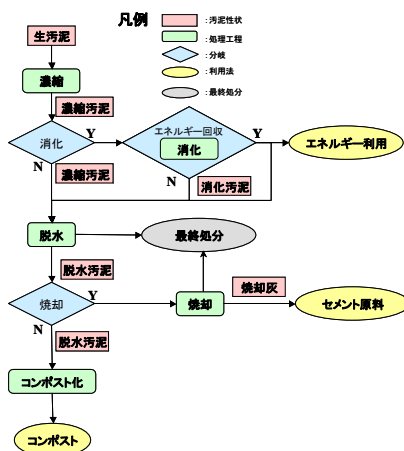 凡例
:汚泥性状
:処理工程
:分岐
:利用法
:最終処分
生汚泥
濃縮
濃縮汚泥
消化
Y
エネルギー回収
消化
Y
エネルギー利用
N
濃縮汚泥
N
消化汚泥
脱水
最終処分
脱水汚泥
焼却
Y
焼却
焼却灰
セメント原料
N
脱水汚泥
コンポスト化
コンポスト